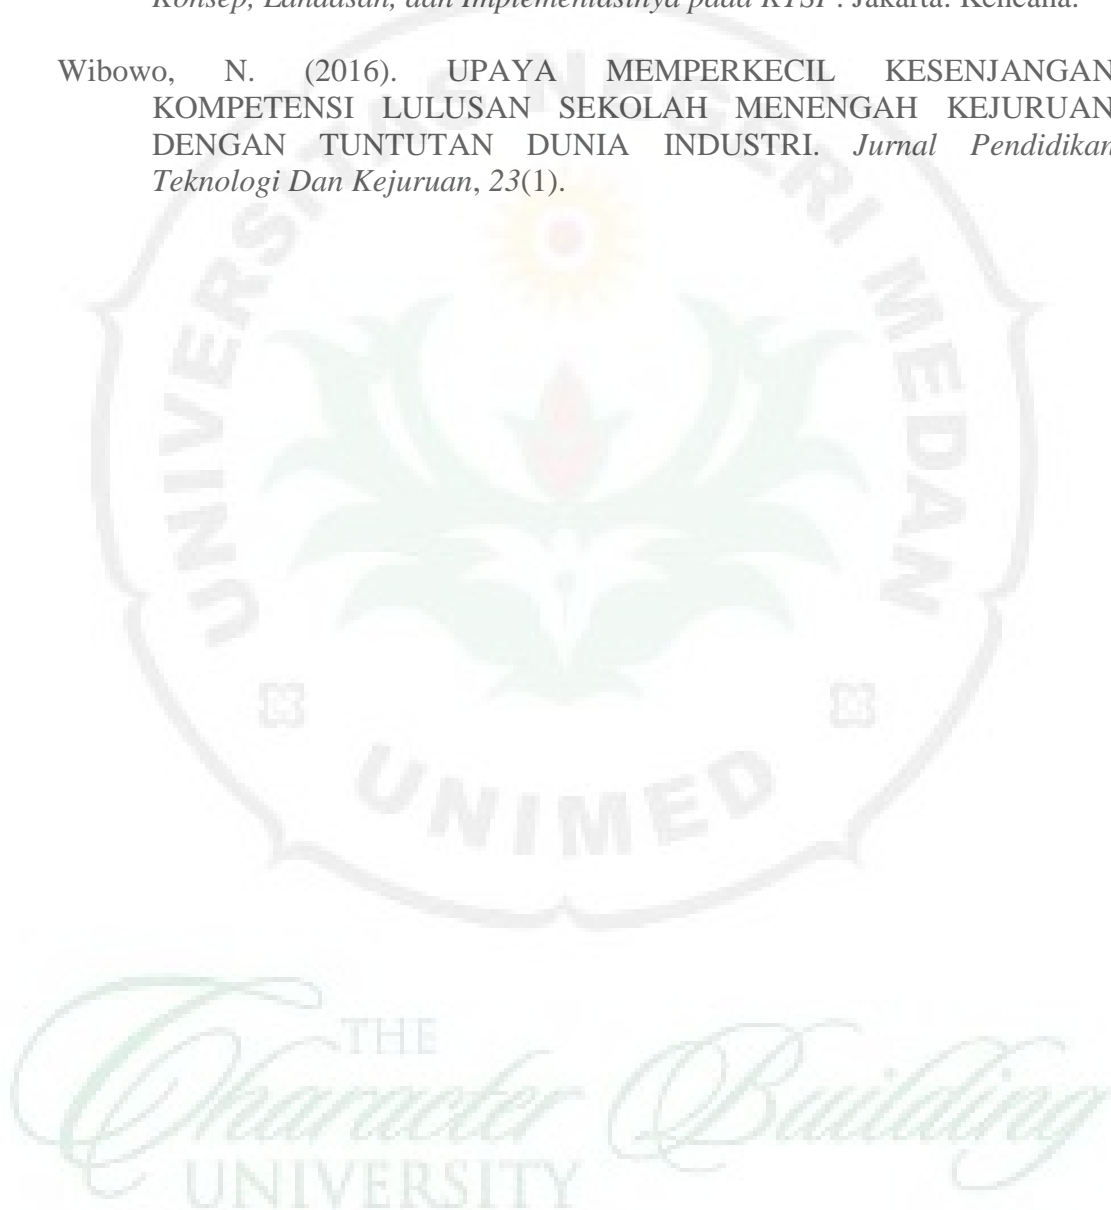 Konsep, Landasan, dan Implementasinya pada KTSP. Jakarta: Kencana.
Wibowo, N. (2016). UPAYA MEMPERKECIL KESENJANGAN
KOMPETENSI LULUSAN SEKOLAH MENENGAH KEJURUAN
DENGAN TUNTUTAN DUNIA INDUSTRI. Jurnal Pendidikan
Teknologi Dan Kejuruan, 23(1).
UNIVERSITAS NEGERI MEDAN
UNIMED
THE
Character Building
UNIVERSITY